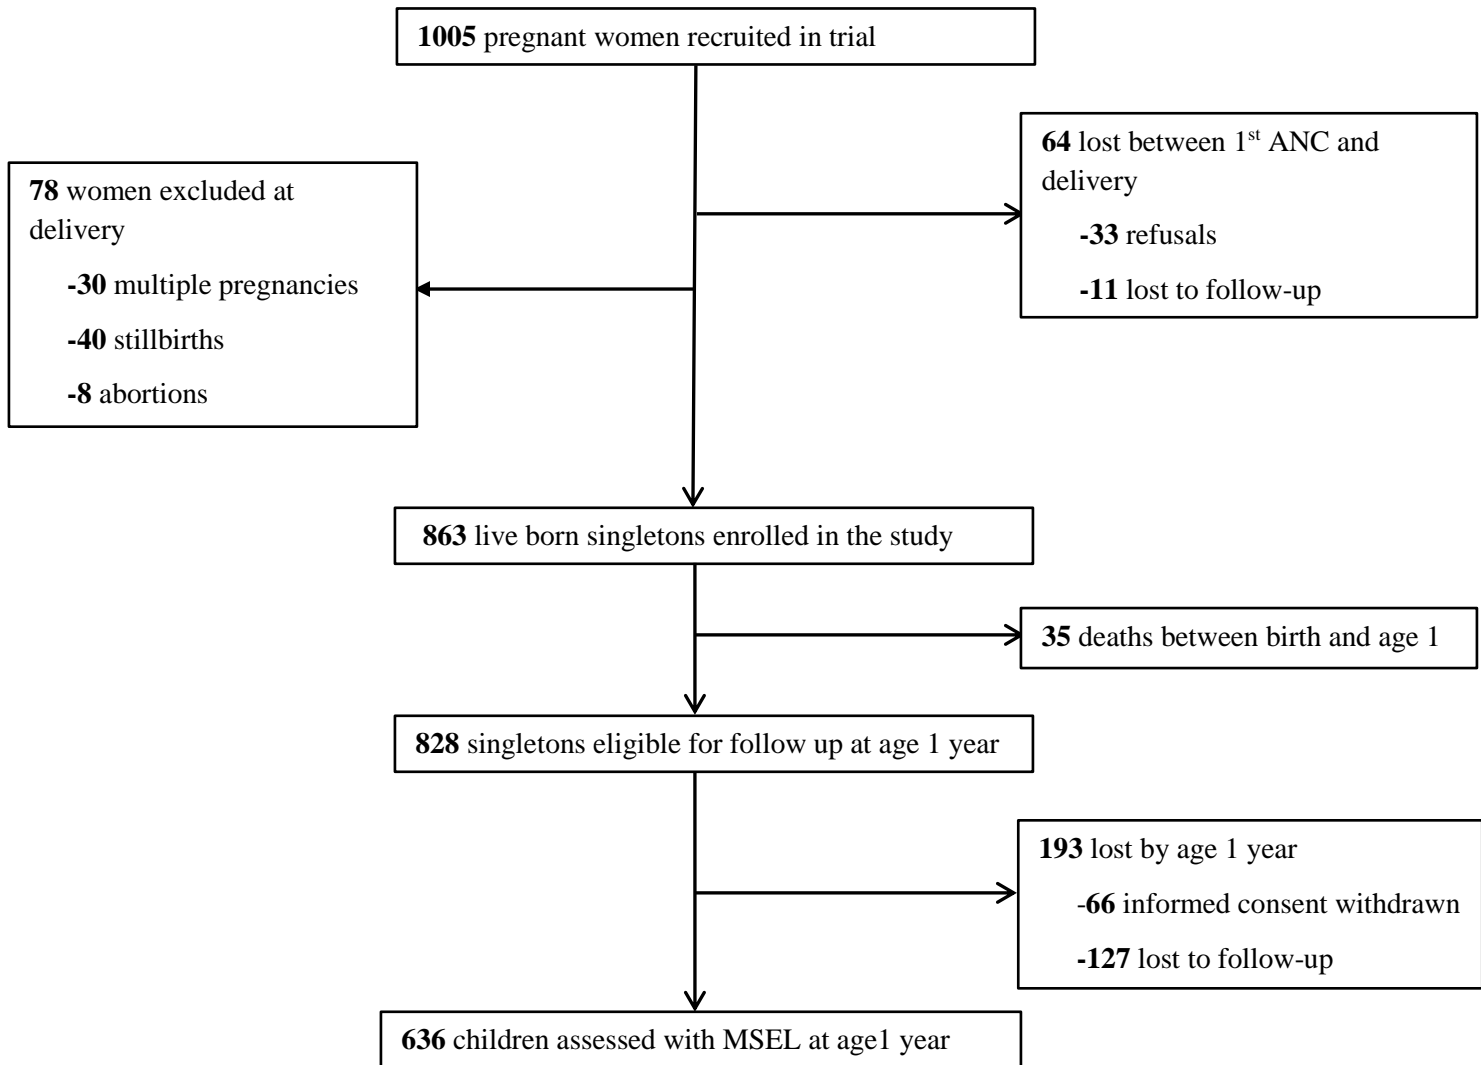 1005 pregnant women recruited in trial
64 lost between 1st ANC and
delivery
-33 refusals
-11 lost to follow-up
78 women excluded at
delivery
-30 multiple pregnancies
-40 stillbirths
-8 abortions
863 live born singletons enrolled in the study
35 deaths between birth and age 1
828 singletons eligible for follow up at age 1 year
193 lost by age 1 year
-66 informed consent withdrawn
-127 lost to follow-up
636 children assessed with MSEL at age1 year